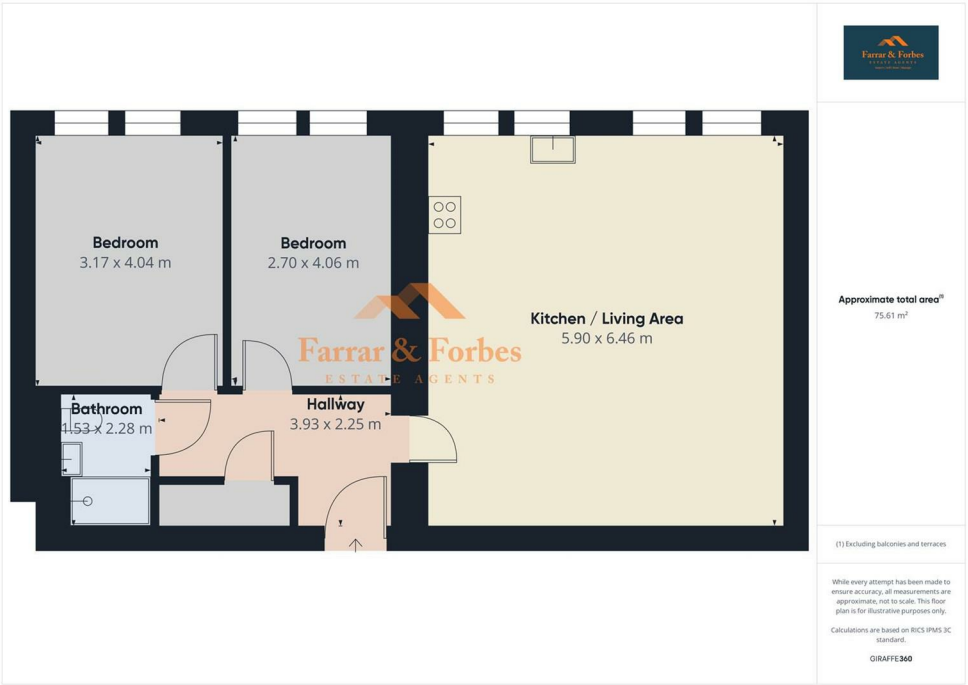 Farrar & Forbes
ESTATE AGENTS
Bedroom
3.17 x 4.04 m
Bedroom
2.70 x 4.06 m
Kitchen / Living Area
5.90 x 6.46 m
Farrar & Forbes
ESTATE AGENTS
Bathroom
1.53 x 2.28 m
Hallway
3.93 x 2.25 m
Approximate total area(1)
75.61 m²
(1) Excluding balconies and terraces
While every attempt has been made to
ensure accuracy, all measurements are
approximate, not to scale. This floor
plan is for illustrative purposes only.
Calculations are based on RICS IPMS 3C
standard.
GIRAFFE360